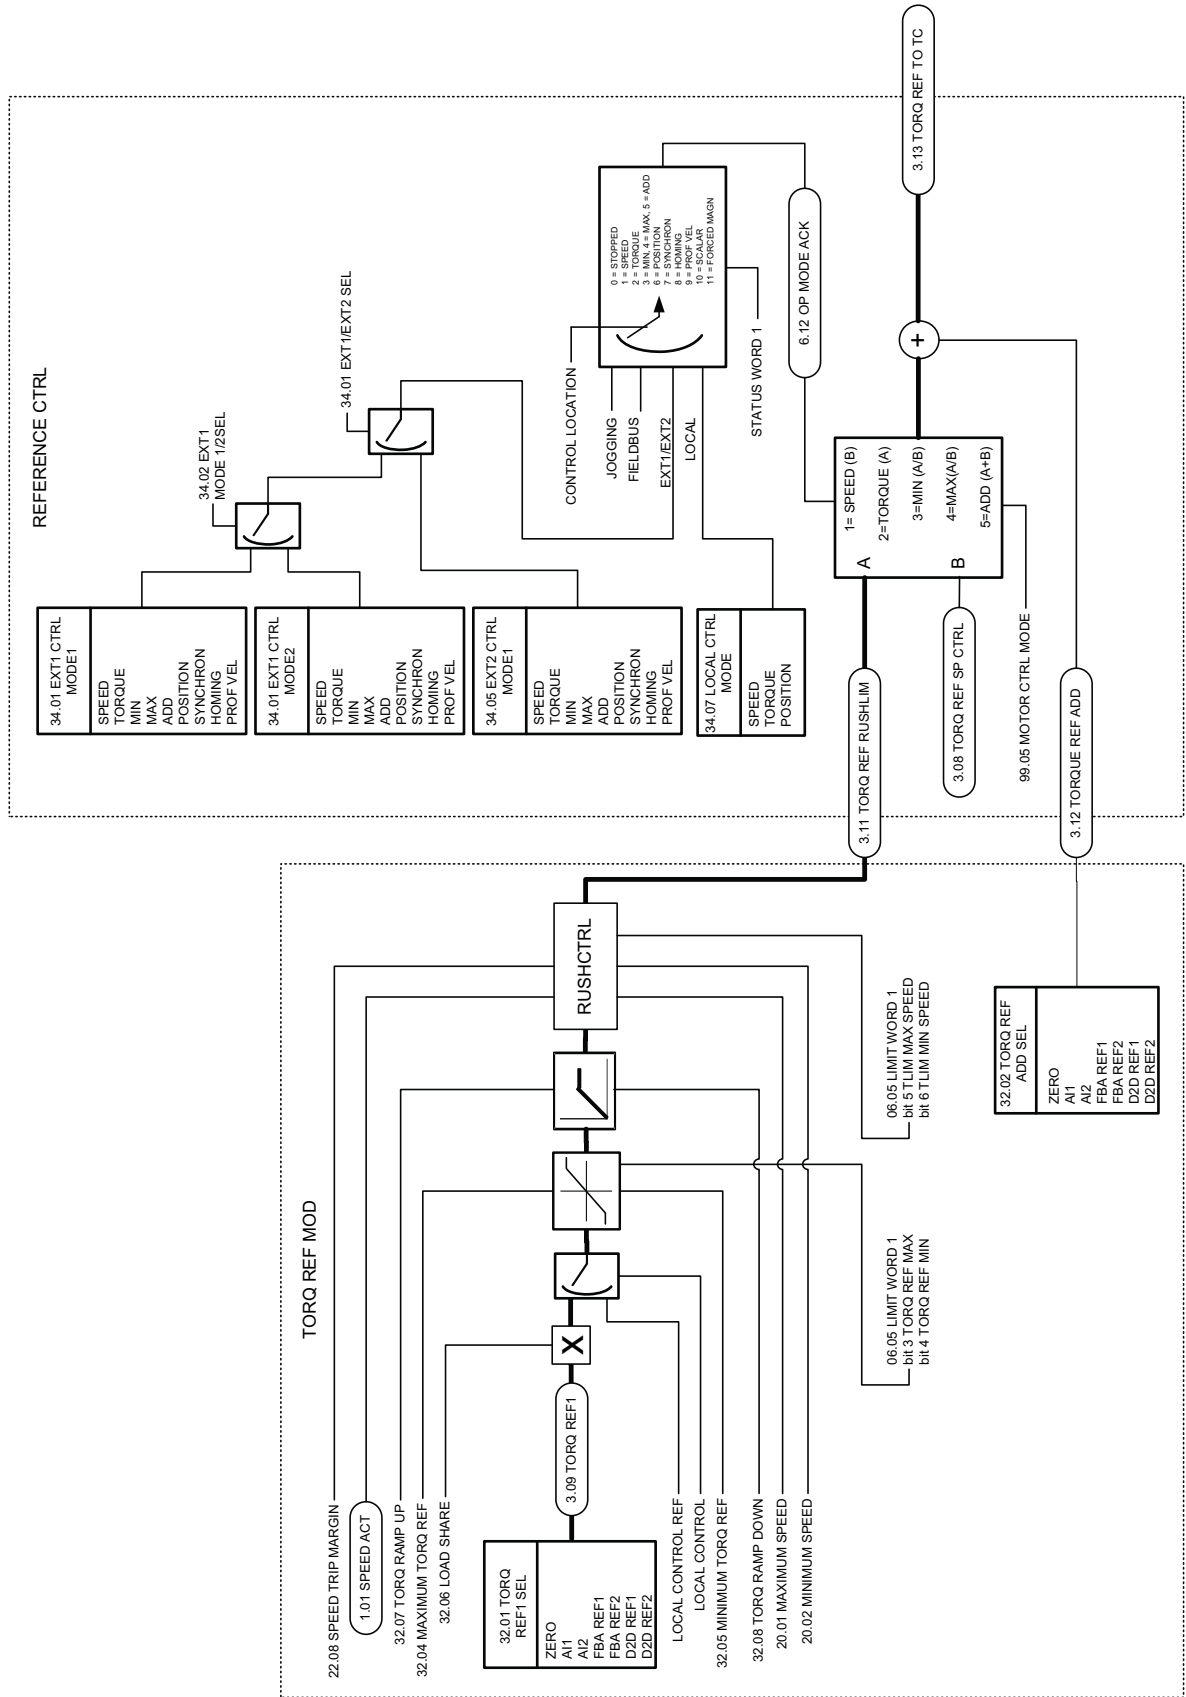 TORQ REF MOD
22.08 SPEED TRIP MARGIN
1.01 SPEED ACT
32.07 TORQ RAMP UP
32.04 MAXIMUM TORQ REF
32.06 LOAD SHARE
32.01 TORQ
REF1 SEL
ZERO
AI1
AI2
FBA REF1
FBA REF2
D2D REF1
D2D REF2
3.09 TORQ REF1
X
RUSHCTRL
LOCAL CONTROL REF
LOCAL CONTROL
32.05 MINIMUM TORQ REF
32.08 TORQ RAMP DOWN
20.01 MAXIMUM SPEED
20.02 MINIMUM SPEED
06.05 LIMIT WORD 1
bit 3 TORQ REF MAX
bit 4 TORQ REF MIN
06.05 LIMIT WORD 1
bit 5 TLIM MAX SPEED
bit 6 TLIM MIN SPEED
32.02 TORQ REF
ADD SEL
ZERO
AI1
AI2
FBA REF1
FBA REF2
D2D REF1
D2D REF2
REFERENCE CTRL
34.01 EXT1 CTRL
MODE1
SPEED
TORQUE
MIN
MAX
ADD
POSITION
SYNCHRON
HOMING
PROF VEL
34.01 EXT1 CTRL
MODE2
SPEED
TORQUE
MIN
MAX
ADD
POSITION
SYNCHRON
HOMING
PROF VEL
34.05 EXT2 CTRL
MODE1
SPEED
TORQUE
MIN
MAX
ADD
POSITION
SYNCHRON
HOMING
PROF VEL
34.07 LOCAL CTRL
MODE
SPEED
TORQUE
POSITION
34.02 EXT1
MODE 1/2SEL
34.01 EXT1/EXT2 SEL
CONTROL LOCATION
JOGGING
FIELDBUS
EXT1/EXT2
LOCAL
0 = STOPPED
1 = SPEED
2 = TORQUE
3 = MIN, 4 = MAX, 5 = ADD
6 = POSITION
7 = SYNCHRON
8 = HOMING
9 = PROF VEL
10 = SCALAR
11 = FORCED MAGN
STATUS WORD 1
6.12 OP MODE ACK
3.11 TORQ REF RUSHLIM
3.08 TORQ REF SP CTRL
99.05 MOTOR CTRL MODE
3.12 TORQUE REF ADD
A
B
1= SPEED (B)
2=TORQUE (A)
3=MIN (A/B)
4=MAX(A/B)
5=ADD (A+B)
+
3.13 TORQ REF TO TC